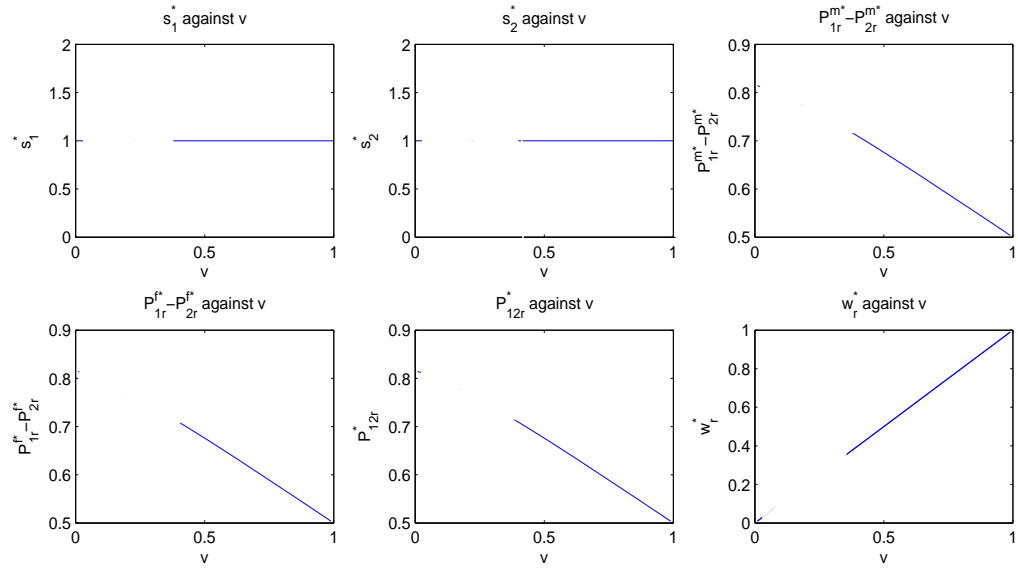 s₁* against v
s₂* against v
P₁ᵣᵐ*−P₂ᵣᵐ* against v
2
1.5
1
0.5
0
s₁*
0
0.5
1
v
2
1.5
1
0.5
0
s₂*
0
0.5
1
v
0.9
0.8
0.7
0.6
0.5
P₁ᵣᵐ*−P₂ᵣᵐ*
0
0.5
1
v
P₁ᵣᶠ*−P₂ᵣᶠ* against v
P₁₂ᵣ* against v
wᵣ* against v
0.9
0.8
0.7
0.6
0.5
P₁ᵣᶠ*−P₂ᵣᶠ*
0
0.5
1
v
0.9
0.8
0.7
0.6
0.5
P₁₂ᵣ*
0
0.5
1
v
1
0.8
0.6
0.4
0.2
0
wᵣ*
0
0.5
1
v